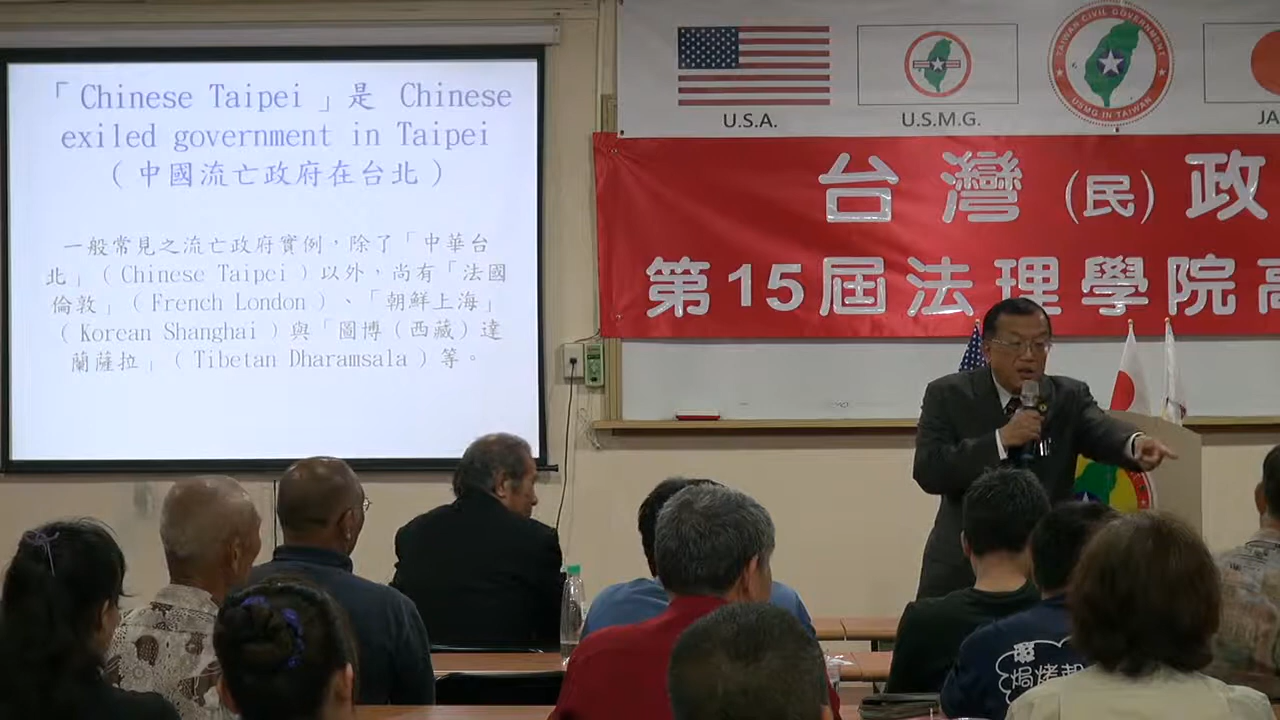 「Chinese Taipei」是 Chinese
exiled government in Taipei
(中國流亡政府在台北)
一般常見之流亡政府實例,除了「中華台
北」(Chinese Taipei)以外,尚有「法國
倫敦」(French London)、「朝鮮上海」
(Korean Shanghai)與「圖博(西藏)達
蘭薩拉」(Tibetan Dharamsala)等。
U.S.A.
U.S.M.G.
TAIWAN CIVIL GOVERNMENT
USMG IN TAIWAN
JA
台灣(民)政
第15屆法理學院高